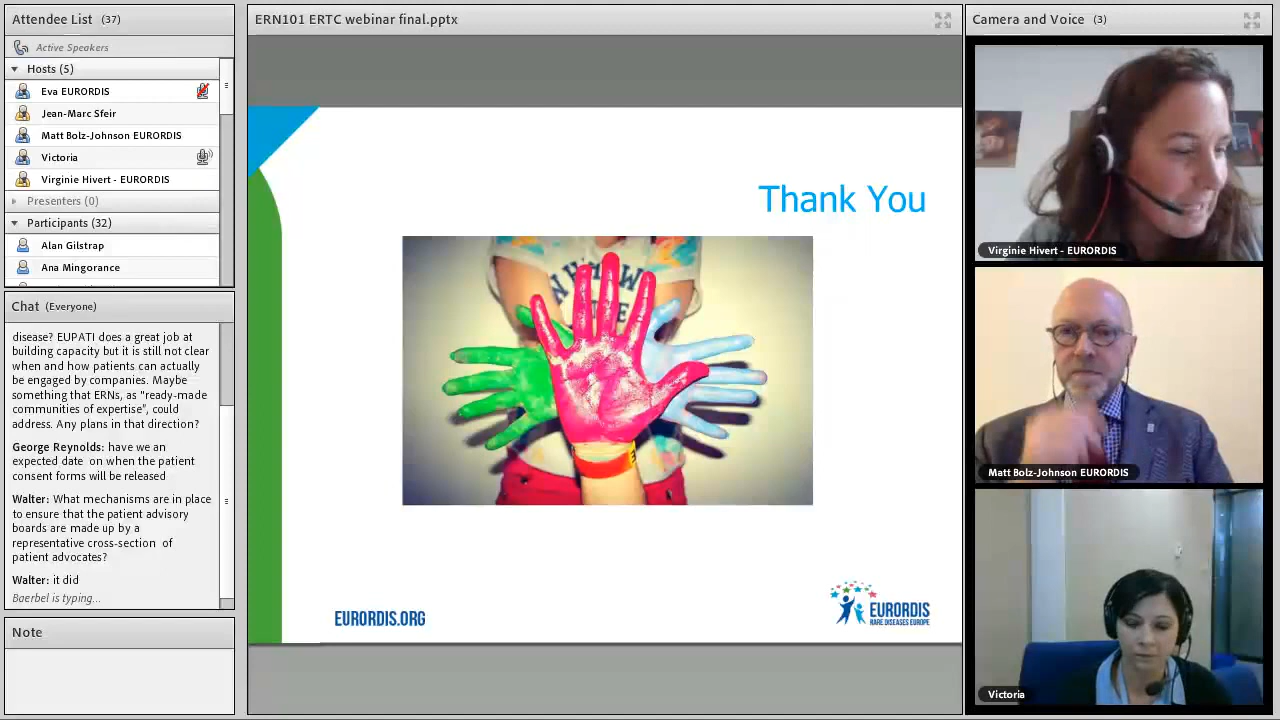 Attendee List (37)
Active Speakers
Hosts (5)
Eva EURORDIS
Jean-Marc Sfeir
Matt Bolz-Johnson EURORDIS
Victoria
Virginie Hivert - EURORDIS
Presenters (0)
Participants (32)
Alan Gilstrap
Ana Mingorance
Chat (Everyone)
disease? EUPATI does a great job at
building capacity but it is still not clear
when and how patients can actually
be engaged by companies. Maybe
something that ERNs, as "ready-made
communities of expertise", could
address. Any plans in that direction?
George Reynolds: have we an
expected date on when the patient
consent forms will be released
Walter: What mechanisms are in place
to ensure that the patient advisory
boards are made up by a
representative cross-section of
patient advocates?
Walter: it did
Baerbel is typing...
Note
ERN101 ERTC webinar final.pptx
Thank You
EURORDIS.ORG
EURORDIS
RARE DISEASES EUROPE
Camera and Voice (3)
Virginie Hivert - EURORDIS
Matt Bolz-Johnson EURORDIS
Victoria